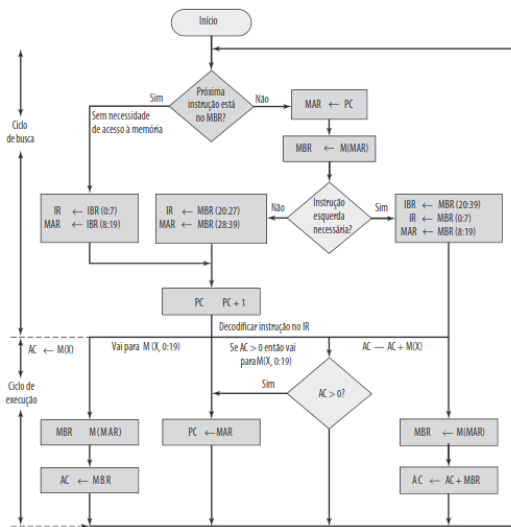 Início
Ciclo
de busca
Próxima
instrução está
no MBR?
Sim
Não
Sem necessidade
de acesso à memória
MAR ← PC
MBR ← M(MAR)
IR ← IBR (0:7)
MAR ← IBR (8:19)
IR ← MBR (20:27)
MAR ← MBR (28:39)
Não
Instrução
esquerda
necessária?
Sim
IBR ← MBR (20:39)
IR ← MBR (0:7)
MAR ← MBR (8:19)
PC PC + 1
Decodificar instrução no IR
AC ← M(X)
Vai para M (X, 0:19)
Se AC > 0 então vai
para M(X, 0:19)
AC — AC + M(X)
Ciclo de
execução
Sim
AC > 0?
MBR M(MAR)
PC ← MAR
MBR ← M(MAR)
AC ← MBR
AC ← AC + MBR